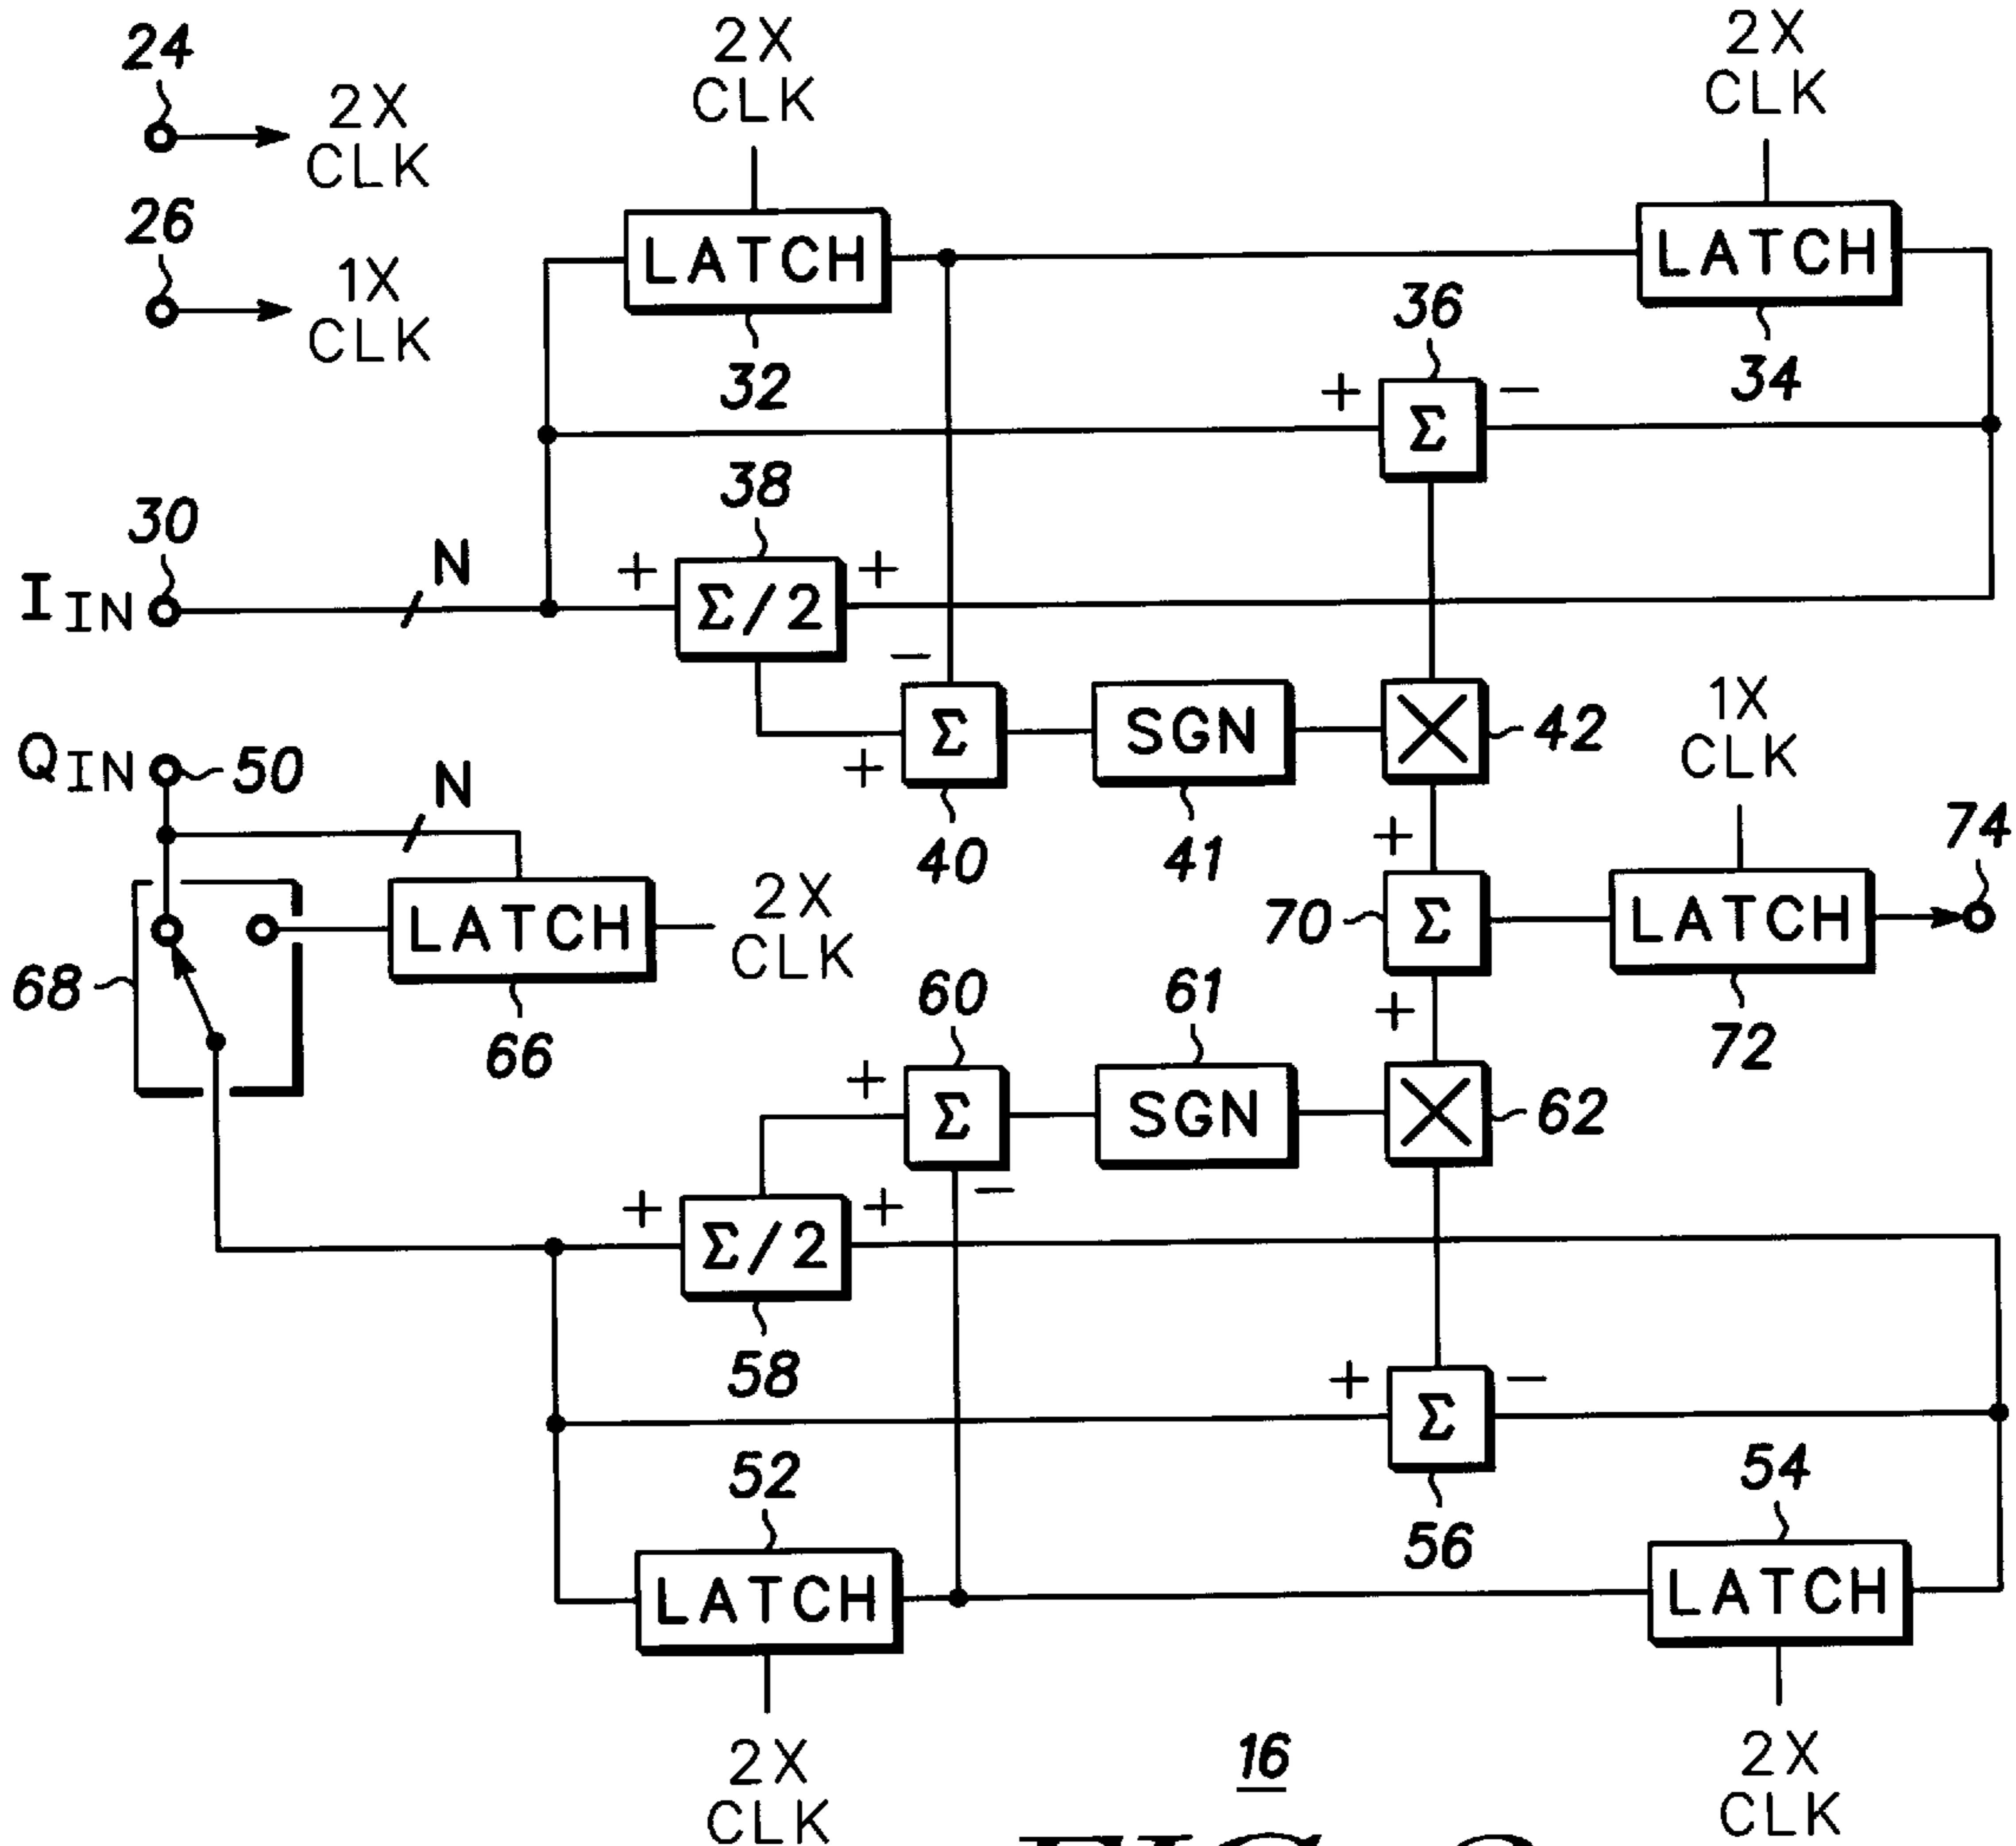 24
2X
CLK
2X
CLK
2X
CLK
26
1X
CLK
LATCH
LATCH
32
36
34
+
−
Σ
38
30
N
I IN
+
Σ/2
+
−
Σ
SGN
42
1X
CLK
Q IN
50
N
+
40
41
+
74
LATCH
2X
CLK
70
Σ
LATCH
68
66
60
61
+
72
+
Σ
SGN
62
+
Σ/2
+
−
58
+
−
Σ
52
54
56
LATCH
LATCH
2X
CLK
16
2X
CLK